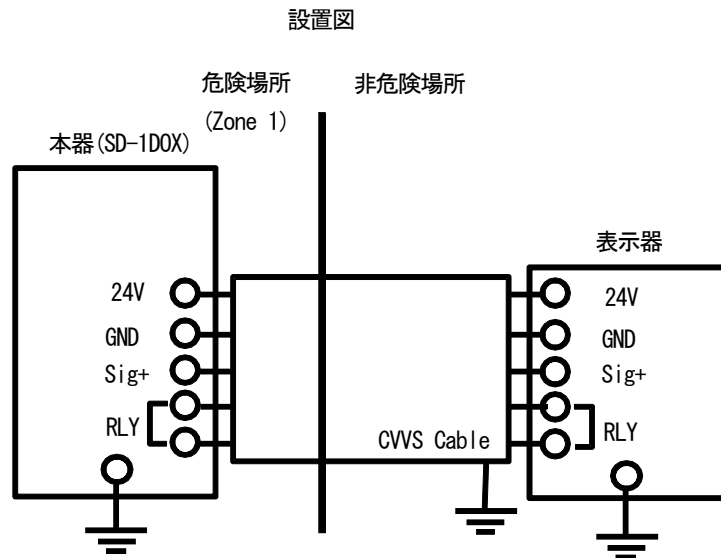 設置図
危険場所
(Zone 1)
非危険場所
本器(SD-1DOX)
24V
GND
Sig+
RLY
CVVS Cable
表示器
24V
GND
Sig+
RLY